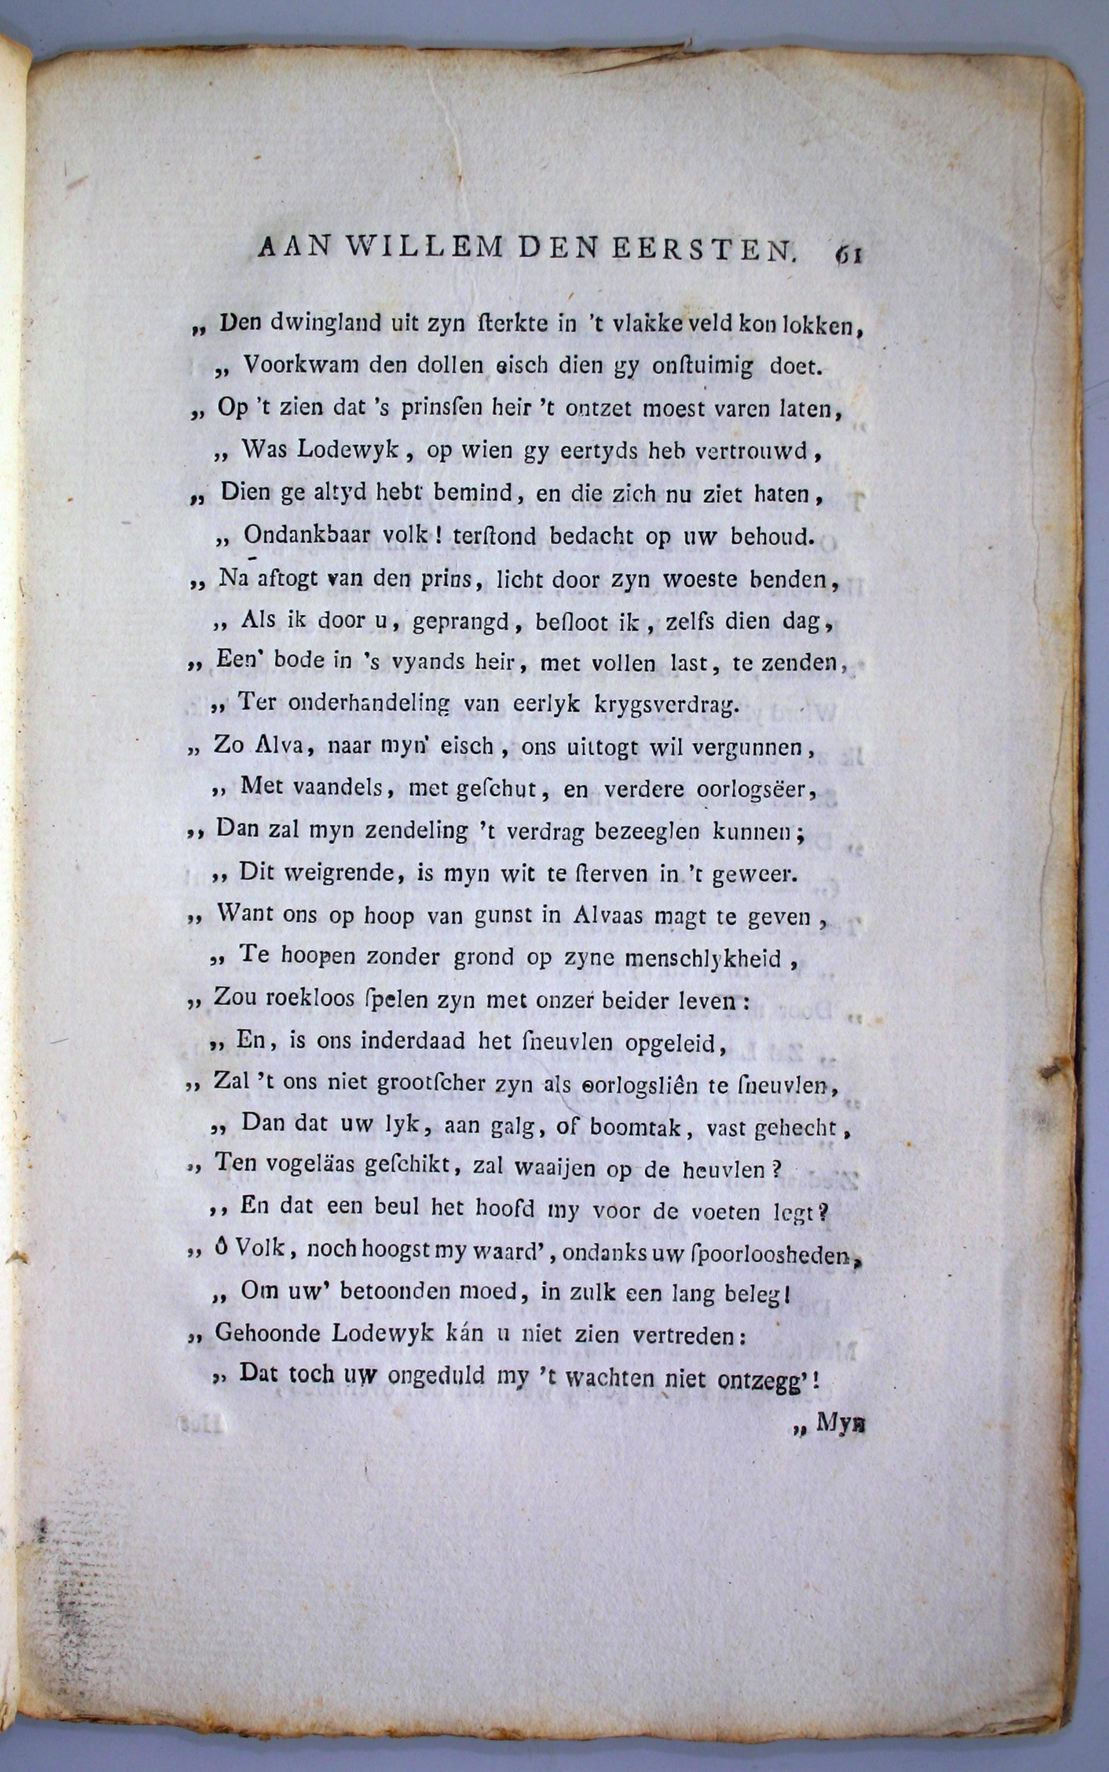 AAN WILLEM DEN EERSTEN. 61
„ Den dwingland uit zyn ſterkte in 't vlakke veld kon lokken,
„ Voorkwam den dollen eisch dien gy onſtuimig doet.
„ Op 't zien dat 's prinsſen heir 't ontzet moest varen laten,
„ Was Lodewyk, op wien gy eertyds heb vertrouwd,
„ Dien ge altyd hebt bemind, en die zich nu ziet haten,
„ Ondankbaar volk! terſtond bedacht op uw behoud.
„ Na aftogt van den prins, licht door zyn woeste benden,
„ Als ik door u, geprangd, beſloot ik, zelfs dien dag,
„ Een' bode in 's vyands heir, met vollen last, te zenden,
„ Ter onderhandeling van eerlyk krygsverdrag.
„ Zo Alva, naar myn' eisch, ons uittogt wil vergunnen,
„ Met vaandels, met geſchut, en verdere oorlogsëer,
„ Dan zal myn zendeling 't verdrag bezeeglen kunnen;
„ Dit weigrende, is myn wit te ſterven in 't geweer.
„ Want ons op hoop van gunst in Alvaas magt te geven,
„ Te hoopen zonder grond op zyne menschlykheid,
„ Zou roekloos ſpelen zyn met onzer beider leven:
„ En, is ons inderdaad het ſneuvlen opgeleid,
„ Zal 't ons niet grootſcher zyn als oorlogsliên te ſneuvlen,
„ Dan dat uw lyk, aan galg, of boomtak, vast gehecht,
„ Ten vogeläas geſchikt, zal waaijen op de heuvlen?
„ En dat een beul het hoofd my voor de voeten legt?
„ ô Volk, noch hoogst my waard', ondanks uw ſpoorloosheden,
„ Om uw' betoonden moed, in zulk een lang beleg!
„ Gehoonde Lodewyk kán u niet zien vertreden:
„ Dat toch uw ongeduld my 't wachten niet ontzegg'!
„ Myn